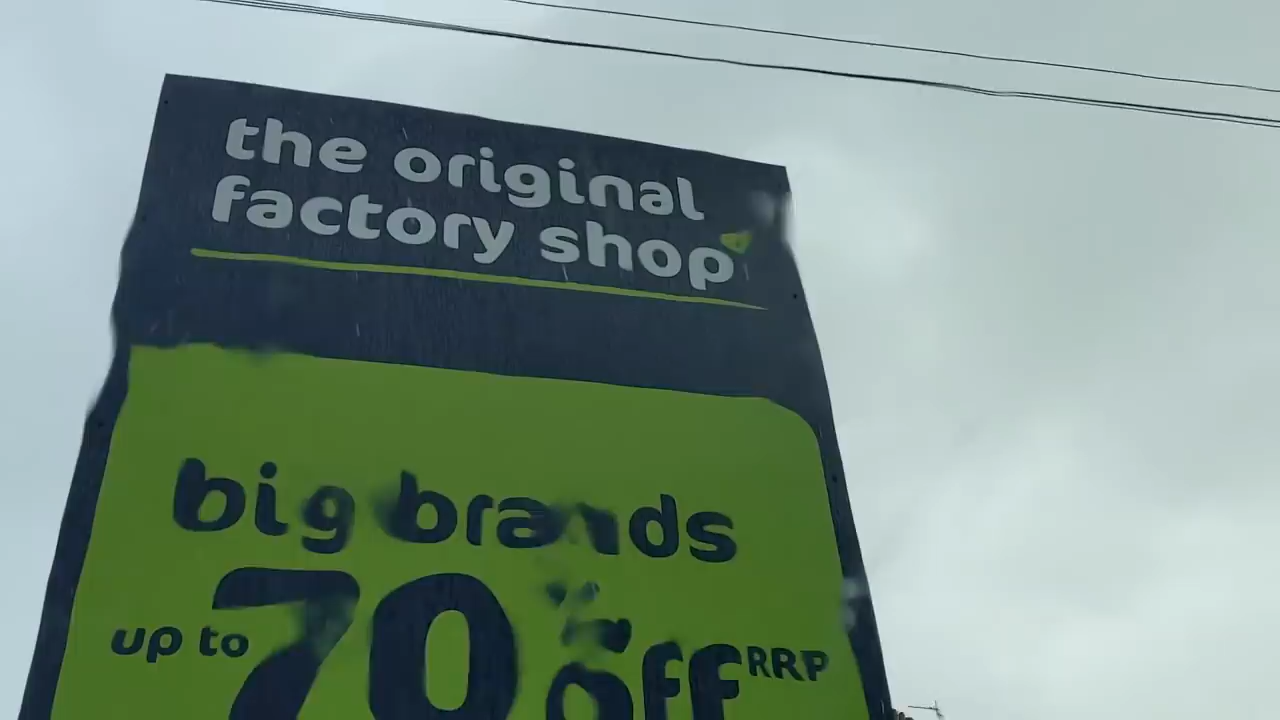 the original
factory shop
big brands
up to 70% off RRP